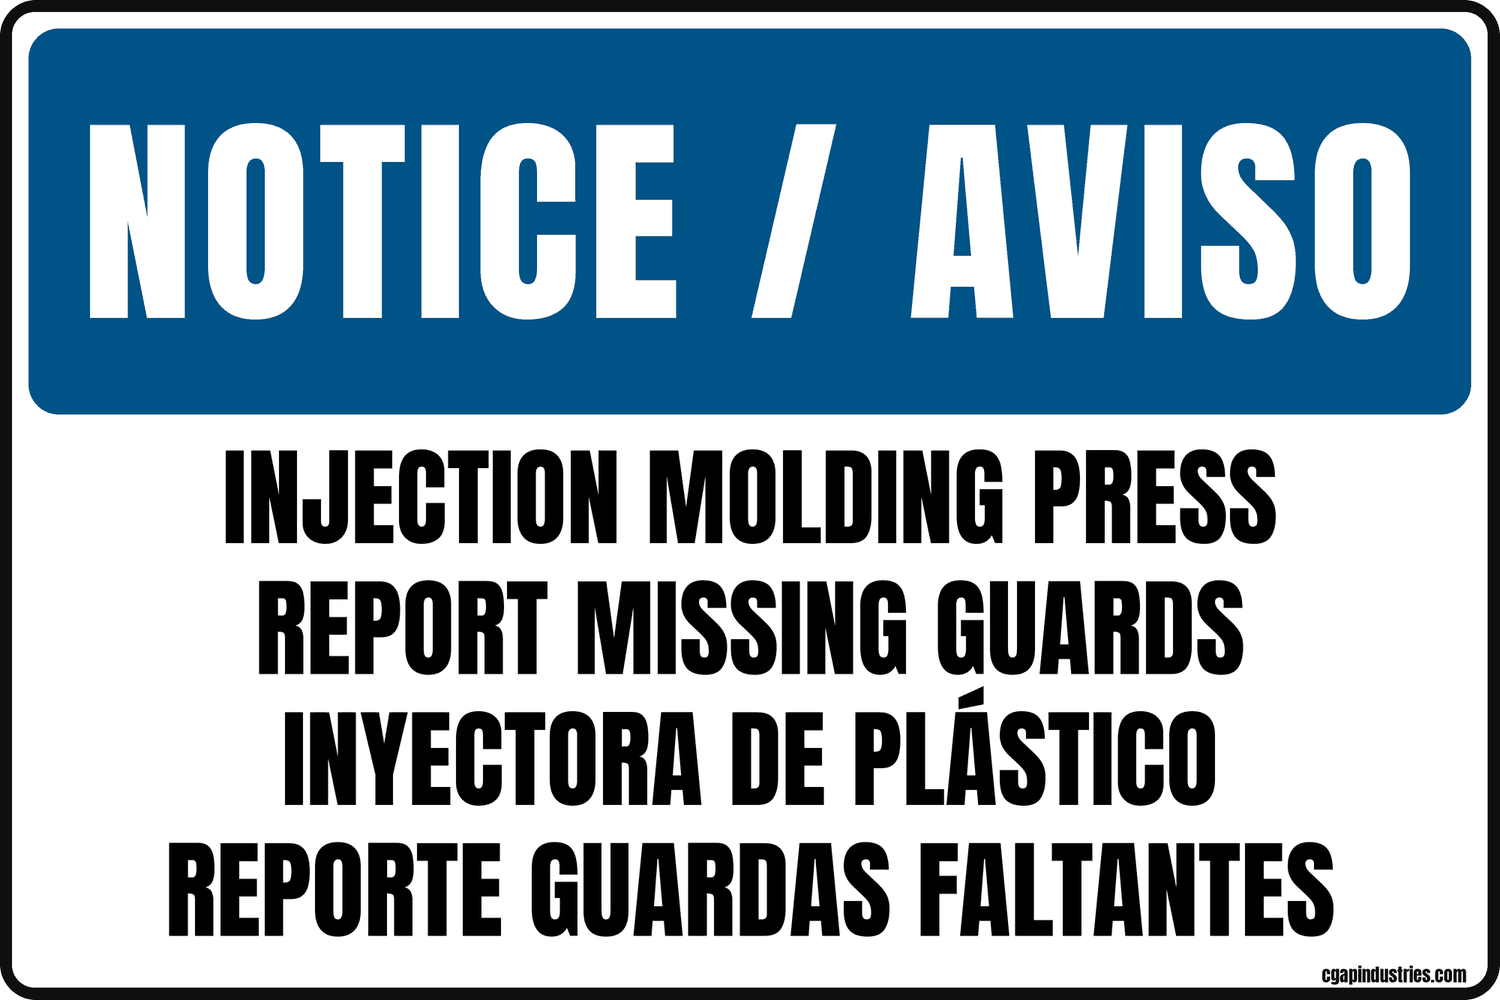 NOTICE / AVISO
INJECTION MOLDING PRESS
REPORT MISSING GUARDS
INYECTORA DE PLÁSTICO
REPORTE GUARDAS FALTANTES
cgapindustries.com